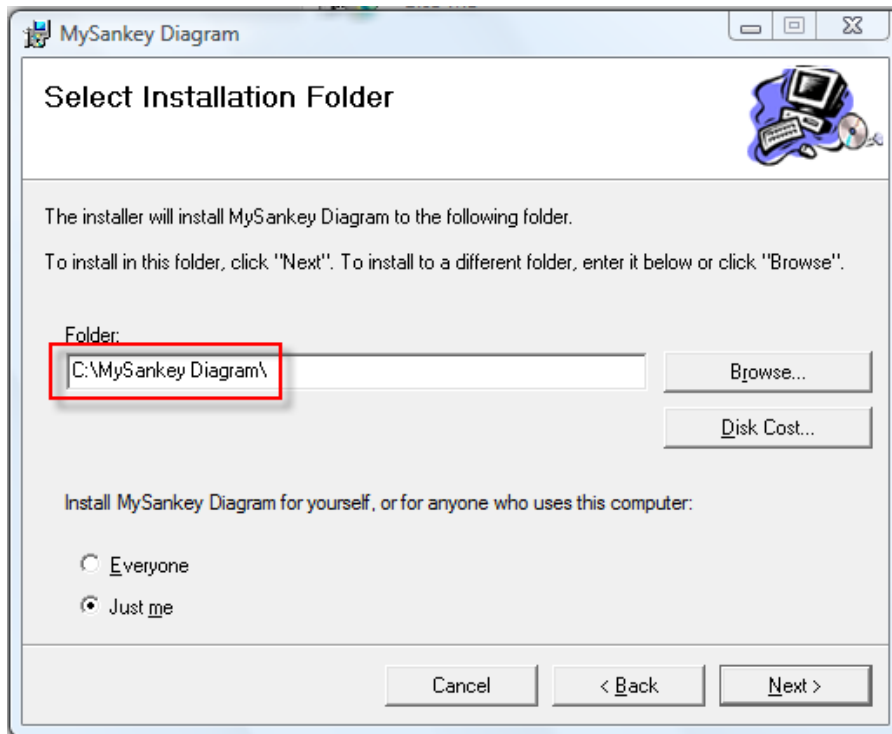 MySankey Diagram
Select Installation Folder
The installer will install MySankey Diagram to the following folder.
To install in this folder, click "Next". To install to a different folder, enter it below or click "Browse".
Folder:
C:\MySankey Diagram\
Browse...
Disk Cost...
Install MySankey Diagram for yourself, or for anyone who uses this computer:
Everyone
Just me
Cancel
< Back
Next >